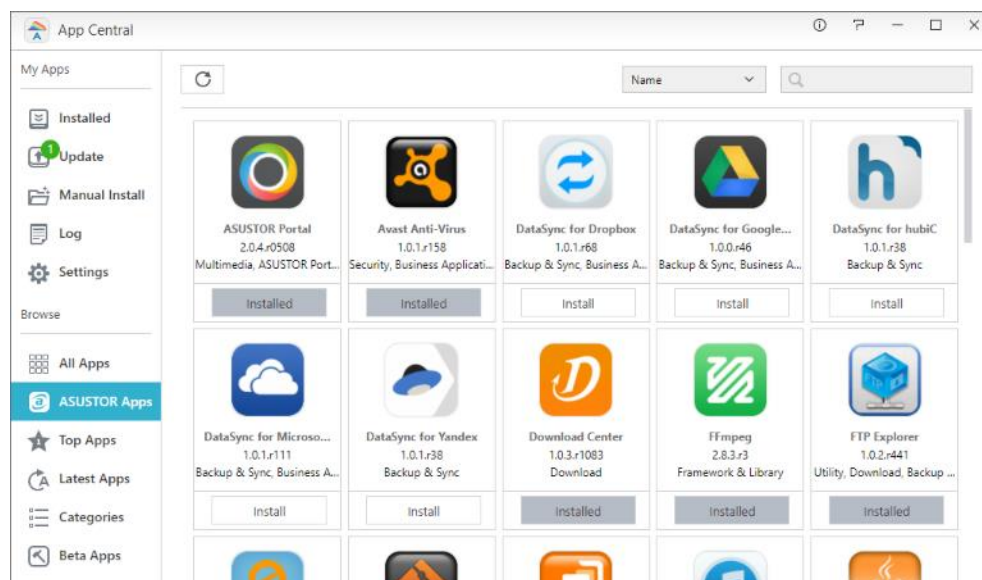 App Central
My Apps
Installed
1
Update
Manual Install
Log
Settings
Browse
All Apps
ASUSTOR Apps
Top Apps
Latest Apps
Categories
Beta Apps
Name
ASUSTOR Portal
2.0.4.r0508
Multimedia, ASUSTOR Port...
Installed
Avast Anti-Virus
1.0.1.r158
Security, Business Applicati...
Installed
DataSync for Dropbox
1.0.1.r68
Backup & Sync, Business A...
Install
DataSync for Google...
1.0.0.r46
Backup & Sync, Business A...
Install
DataSync for hubiC
1.0.1.r38
Backup & Sync
Install
DataSync for Microso...
1.0.1.r111
Backup & Sync, Business A...
Install
DataSync for Yandex
1.0.1.r38
Backup & Sync
Install
Download Center
1.0.3.r1083
Download
Installed
FFmpeg
2.8.3.r3
Framework & Library
Installed
FTP Explorer
1.0.2.r441
Utility, Download, Backup ...
Installed